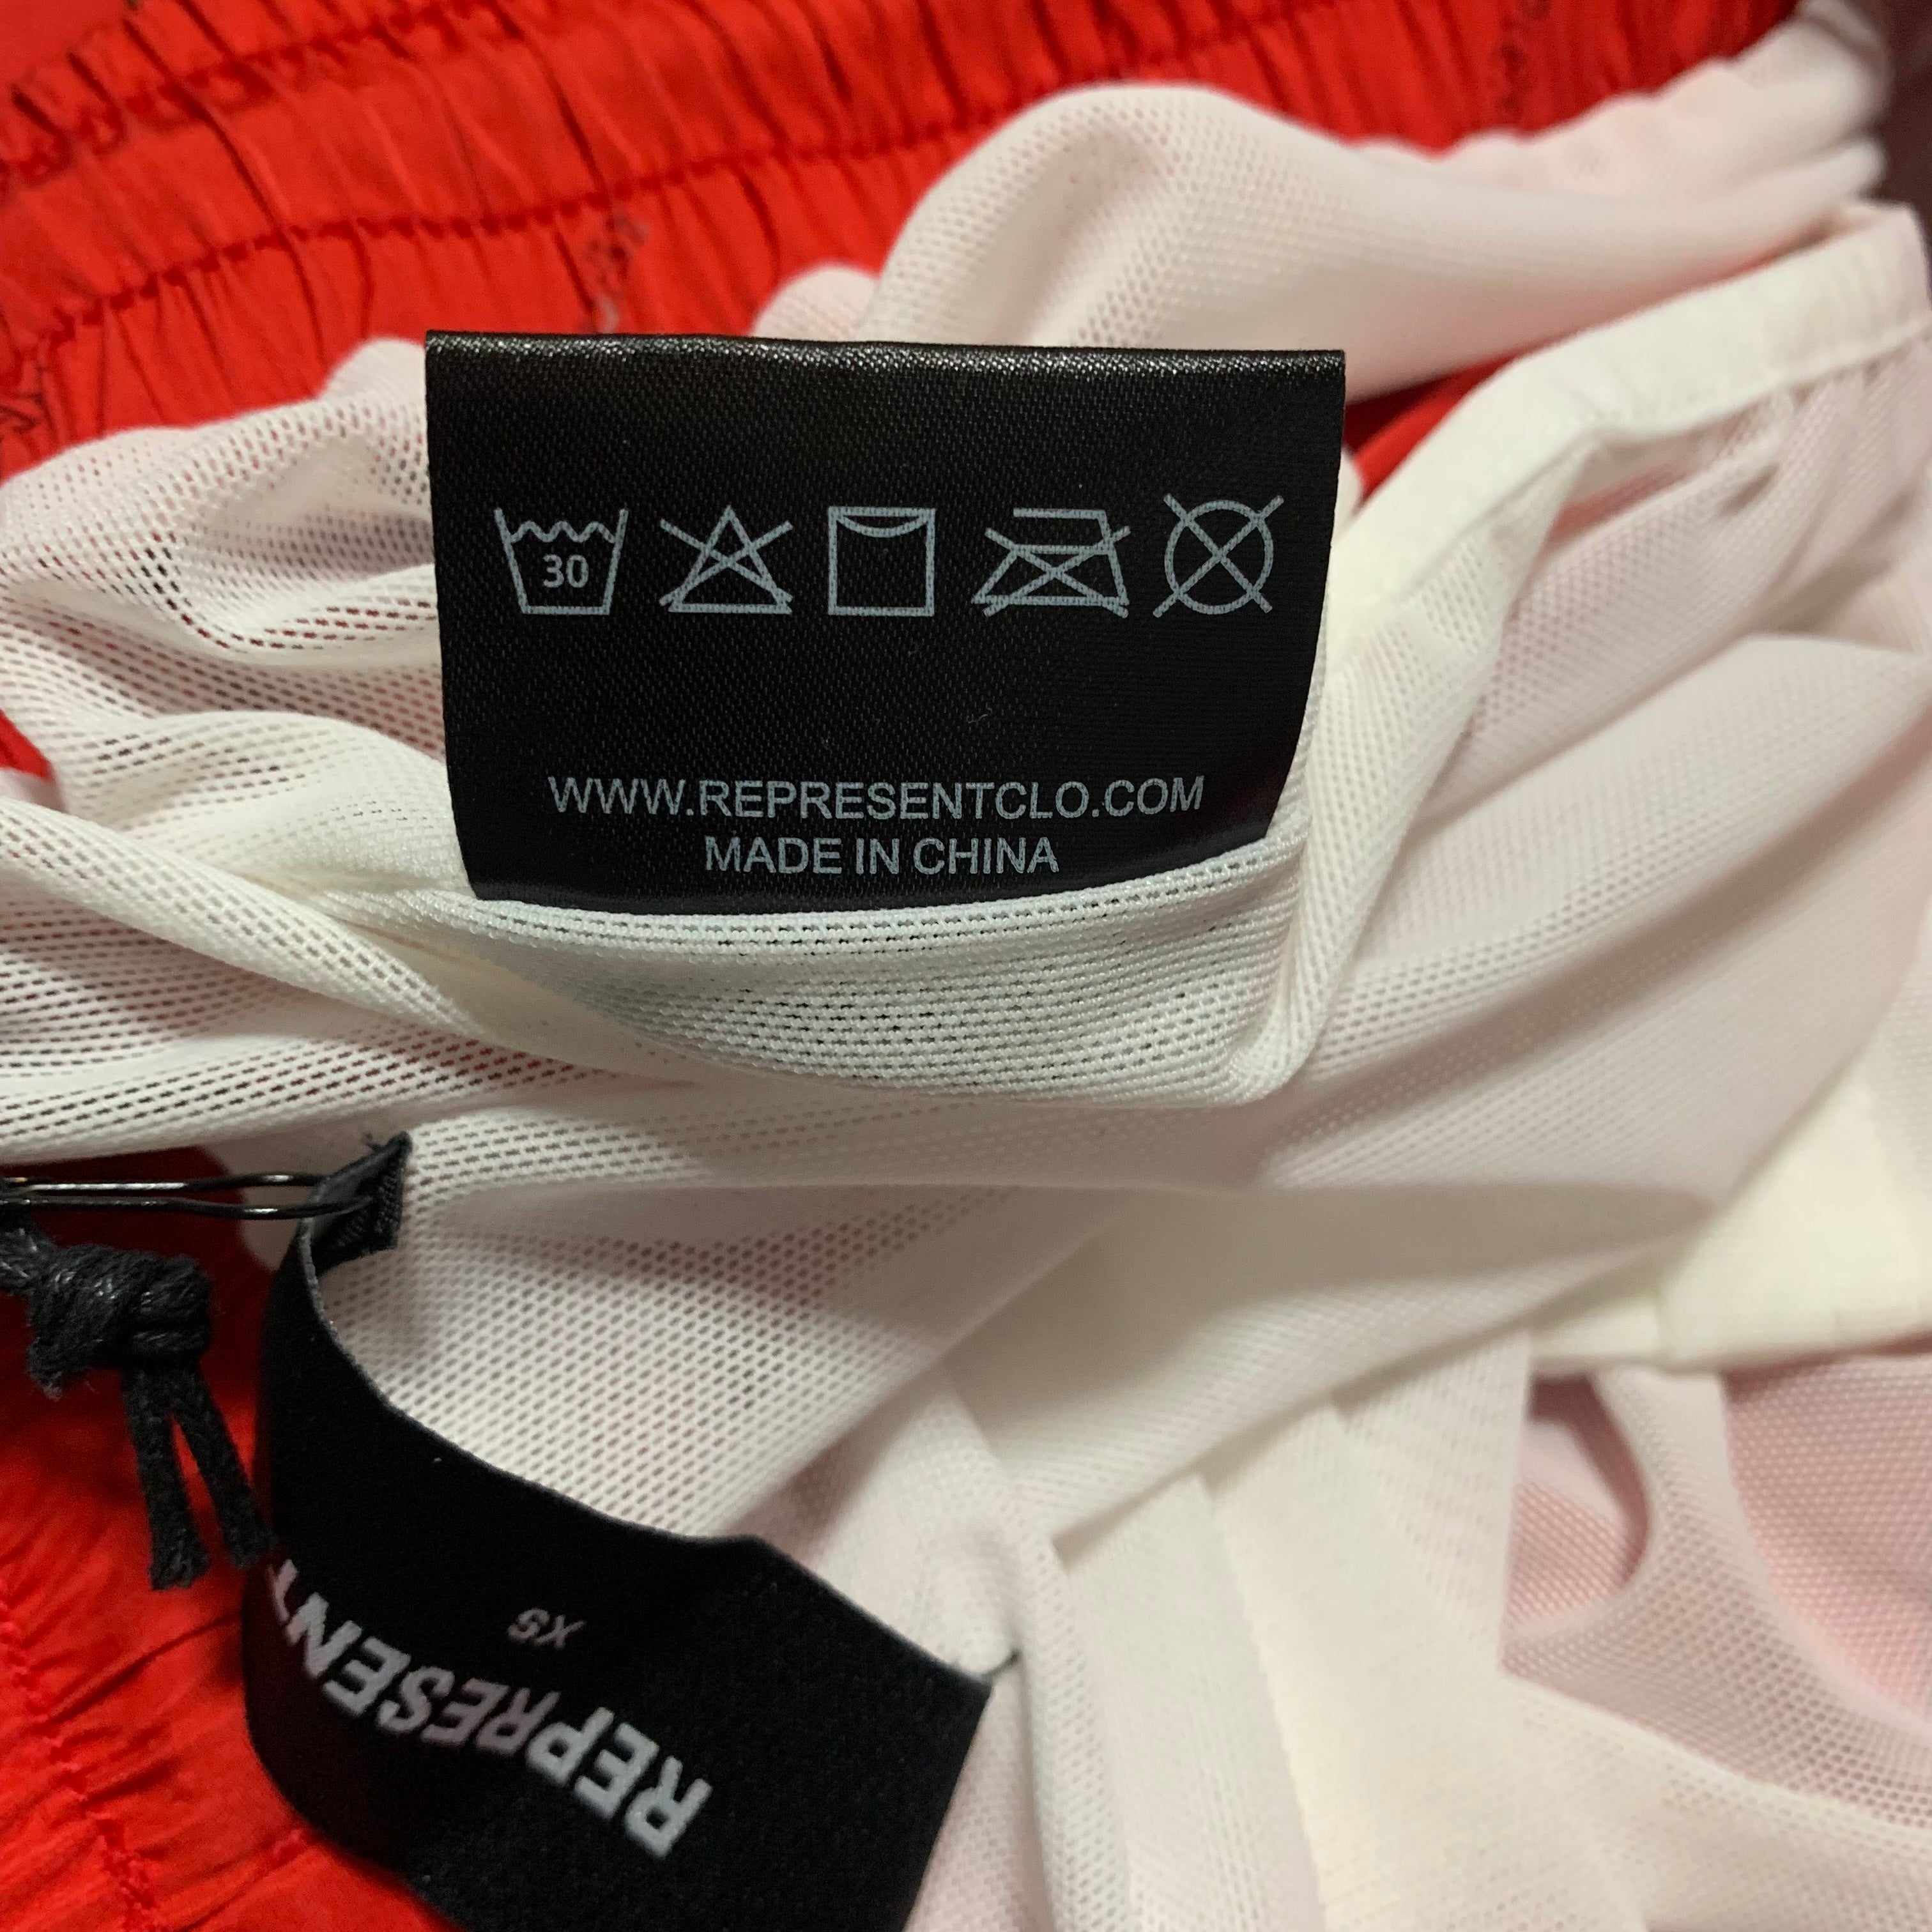 30
WWW.REPRESENTCLO.COM
MADE IN CHINA
REPRESENT
XS